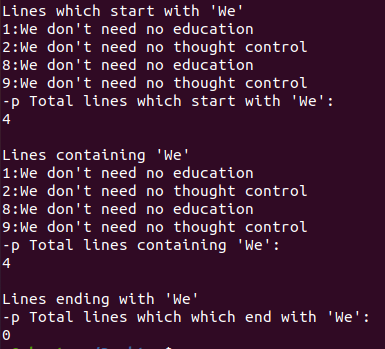 Lines which start with 'We'
1:We don't need no education
2:We don't need no thought control
8:We don't need no education
9:We don't need no thought control
-p Total lines which start with 'We':
4

Lines containing 'We'
1:We don't need no education
2:We don't need no thought control
8:We don't need no education
9:We don't need no thought control
-p Total lines containing 'We':
4

Lines ending with 'We'
-p Total lines which which end with 'We':
0